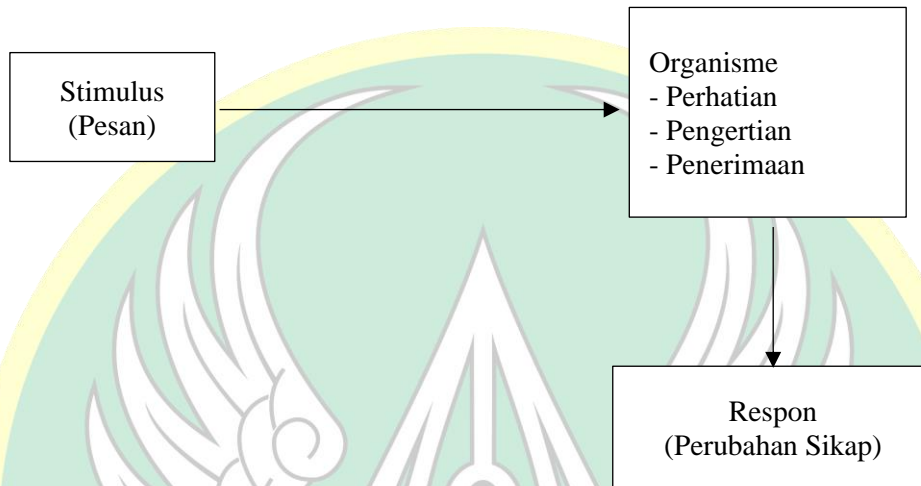 Stimulus
(Pesan)
Organisme
- Perhatian
- Pengertian
- Penerimaan
Respon
(Perubahan Sikap)